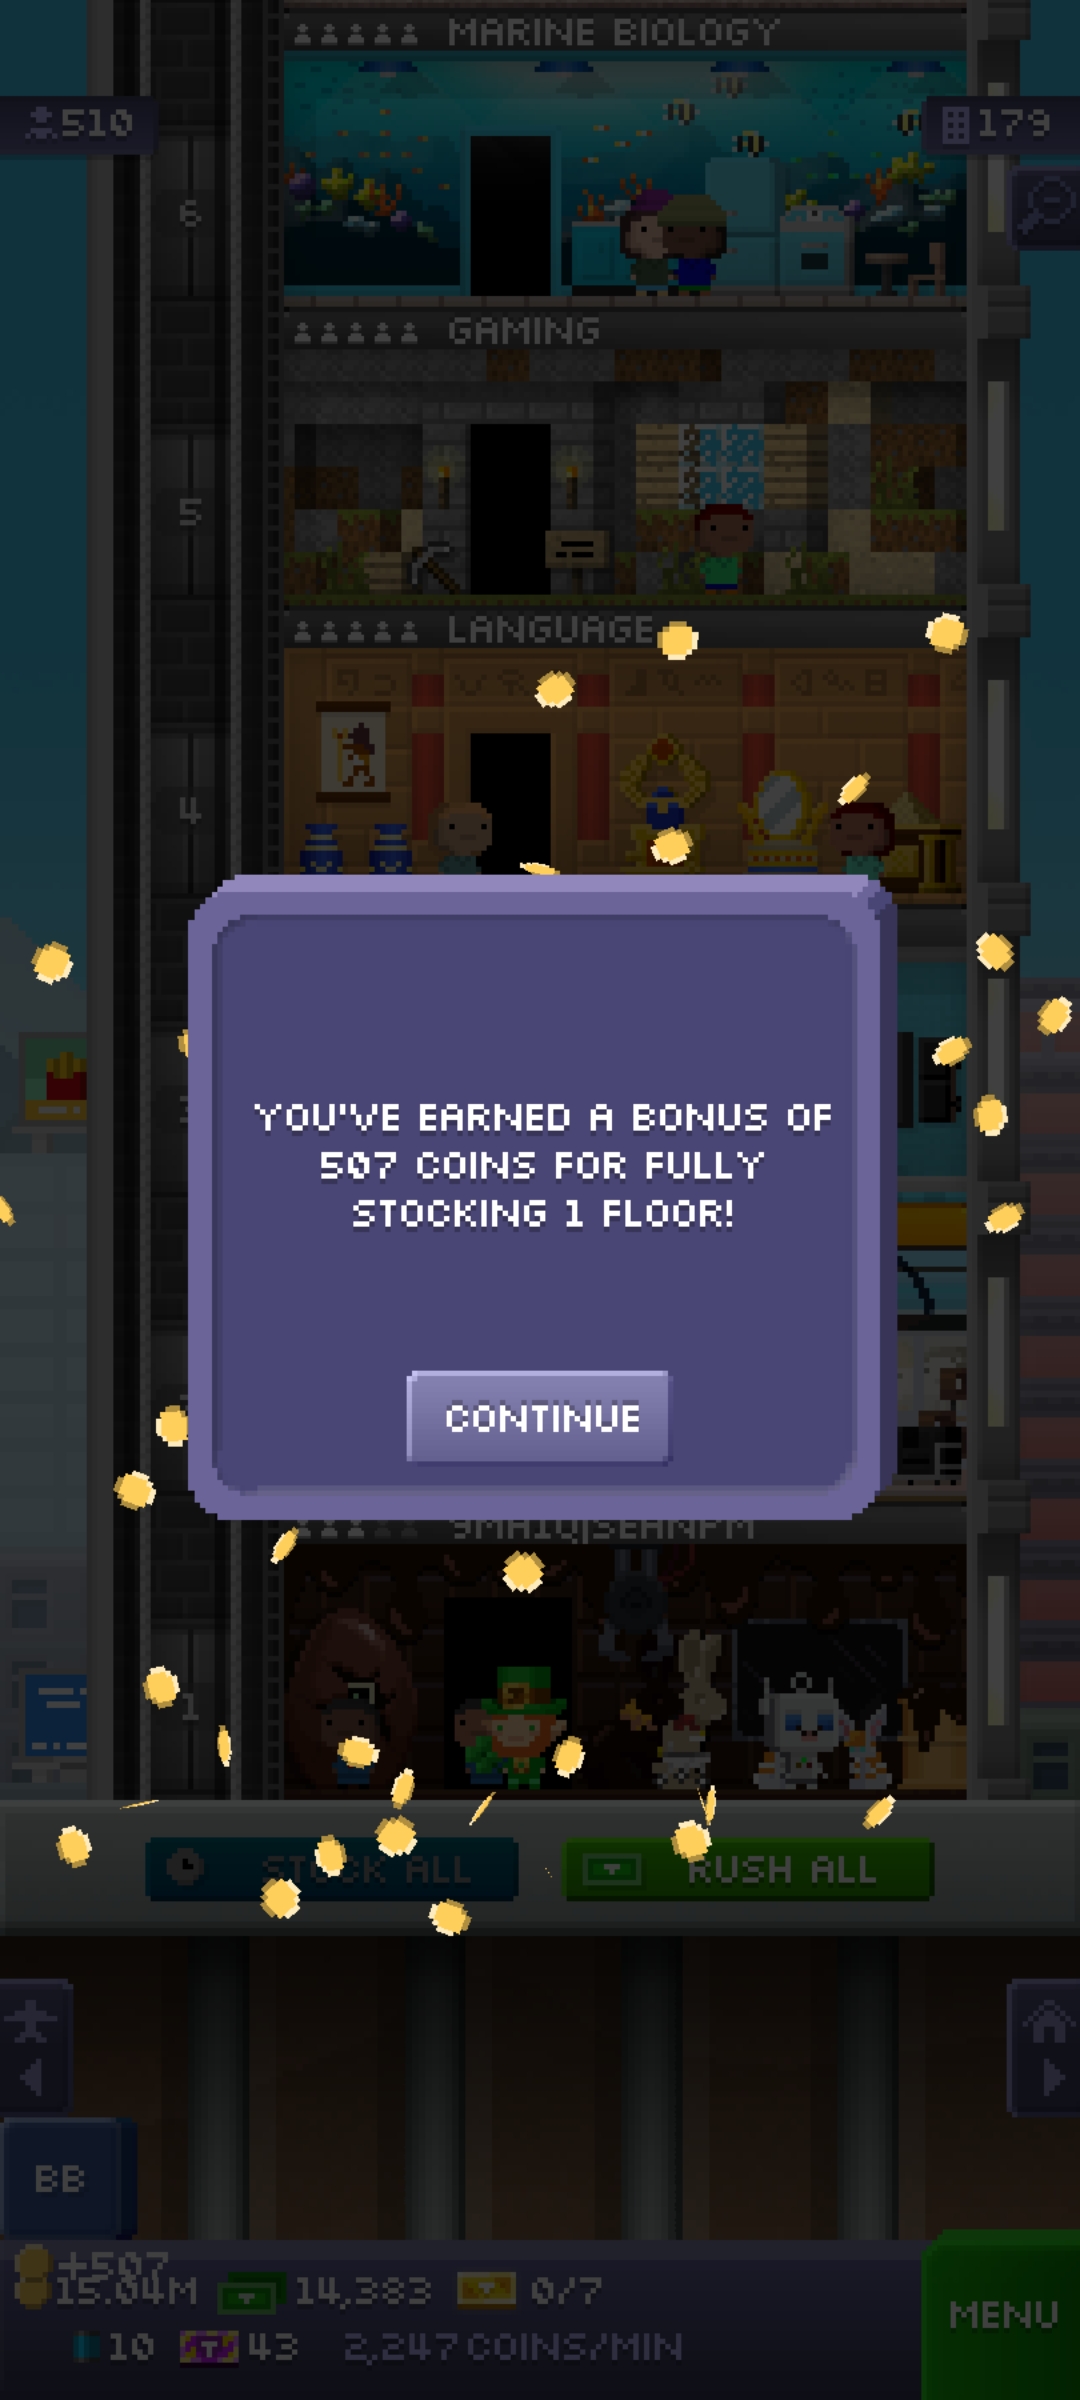 MARINE BIOLOGY
510
179
6
GAMING
5
LANGUAGE
4
YOU'VE EARNED A BONUS OF
507 COINS FOR FULLY
STOCKING 1 FLOOR!
CONTINUE
1
STOCK ALL
RUSH ALL
BB
+507
15.04M
14,383
0/7
MENU
10
43
2,247 COINS/MIN